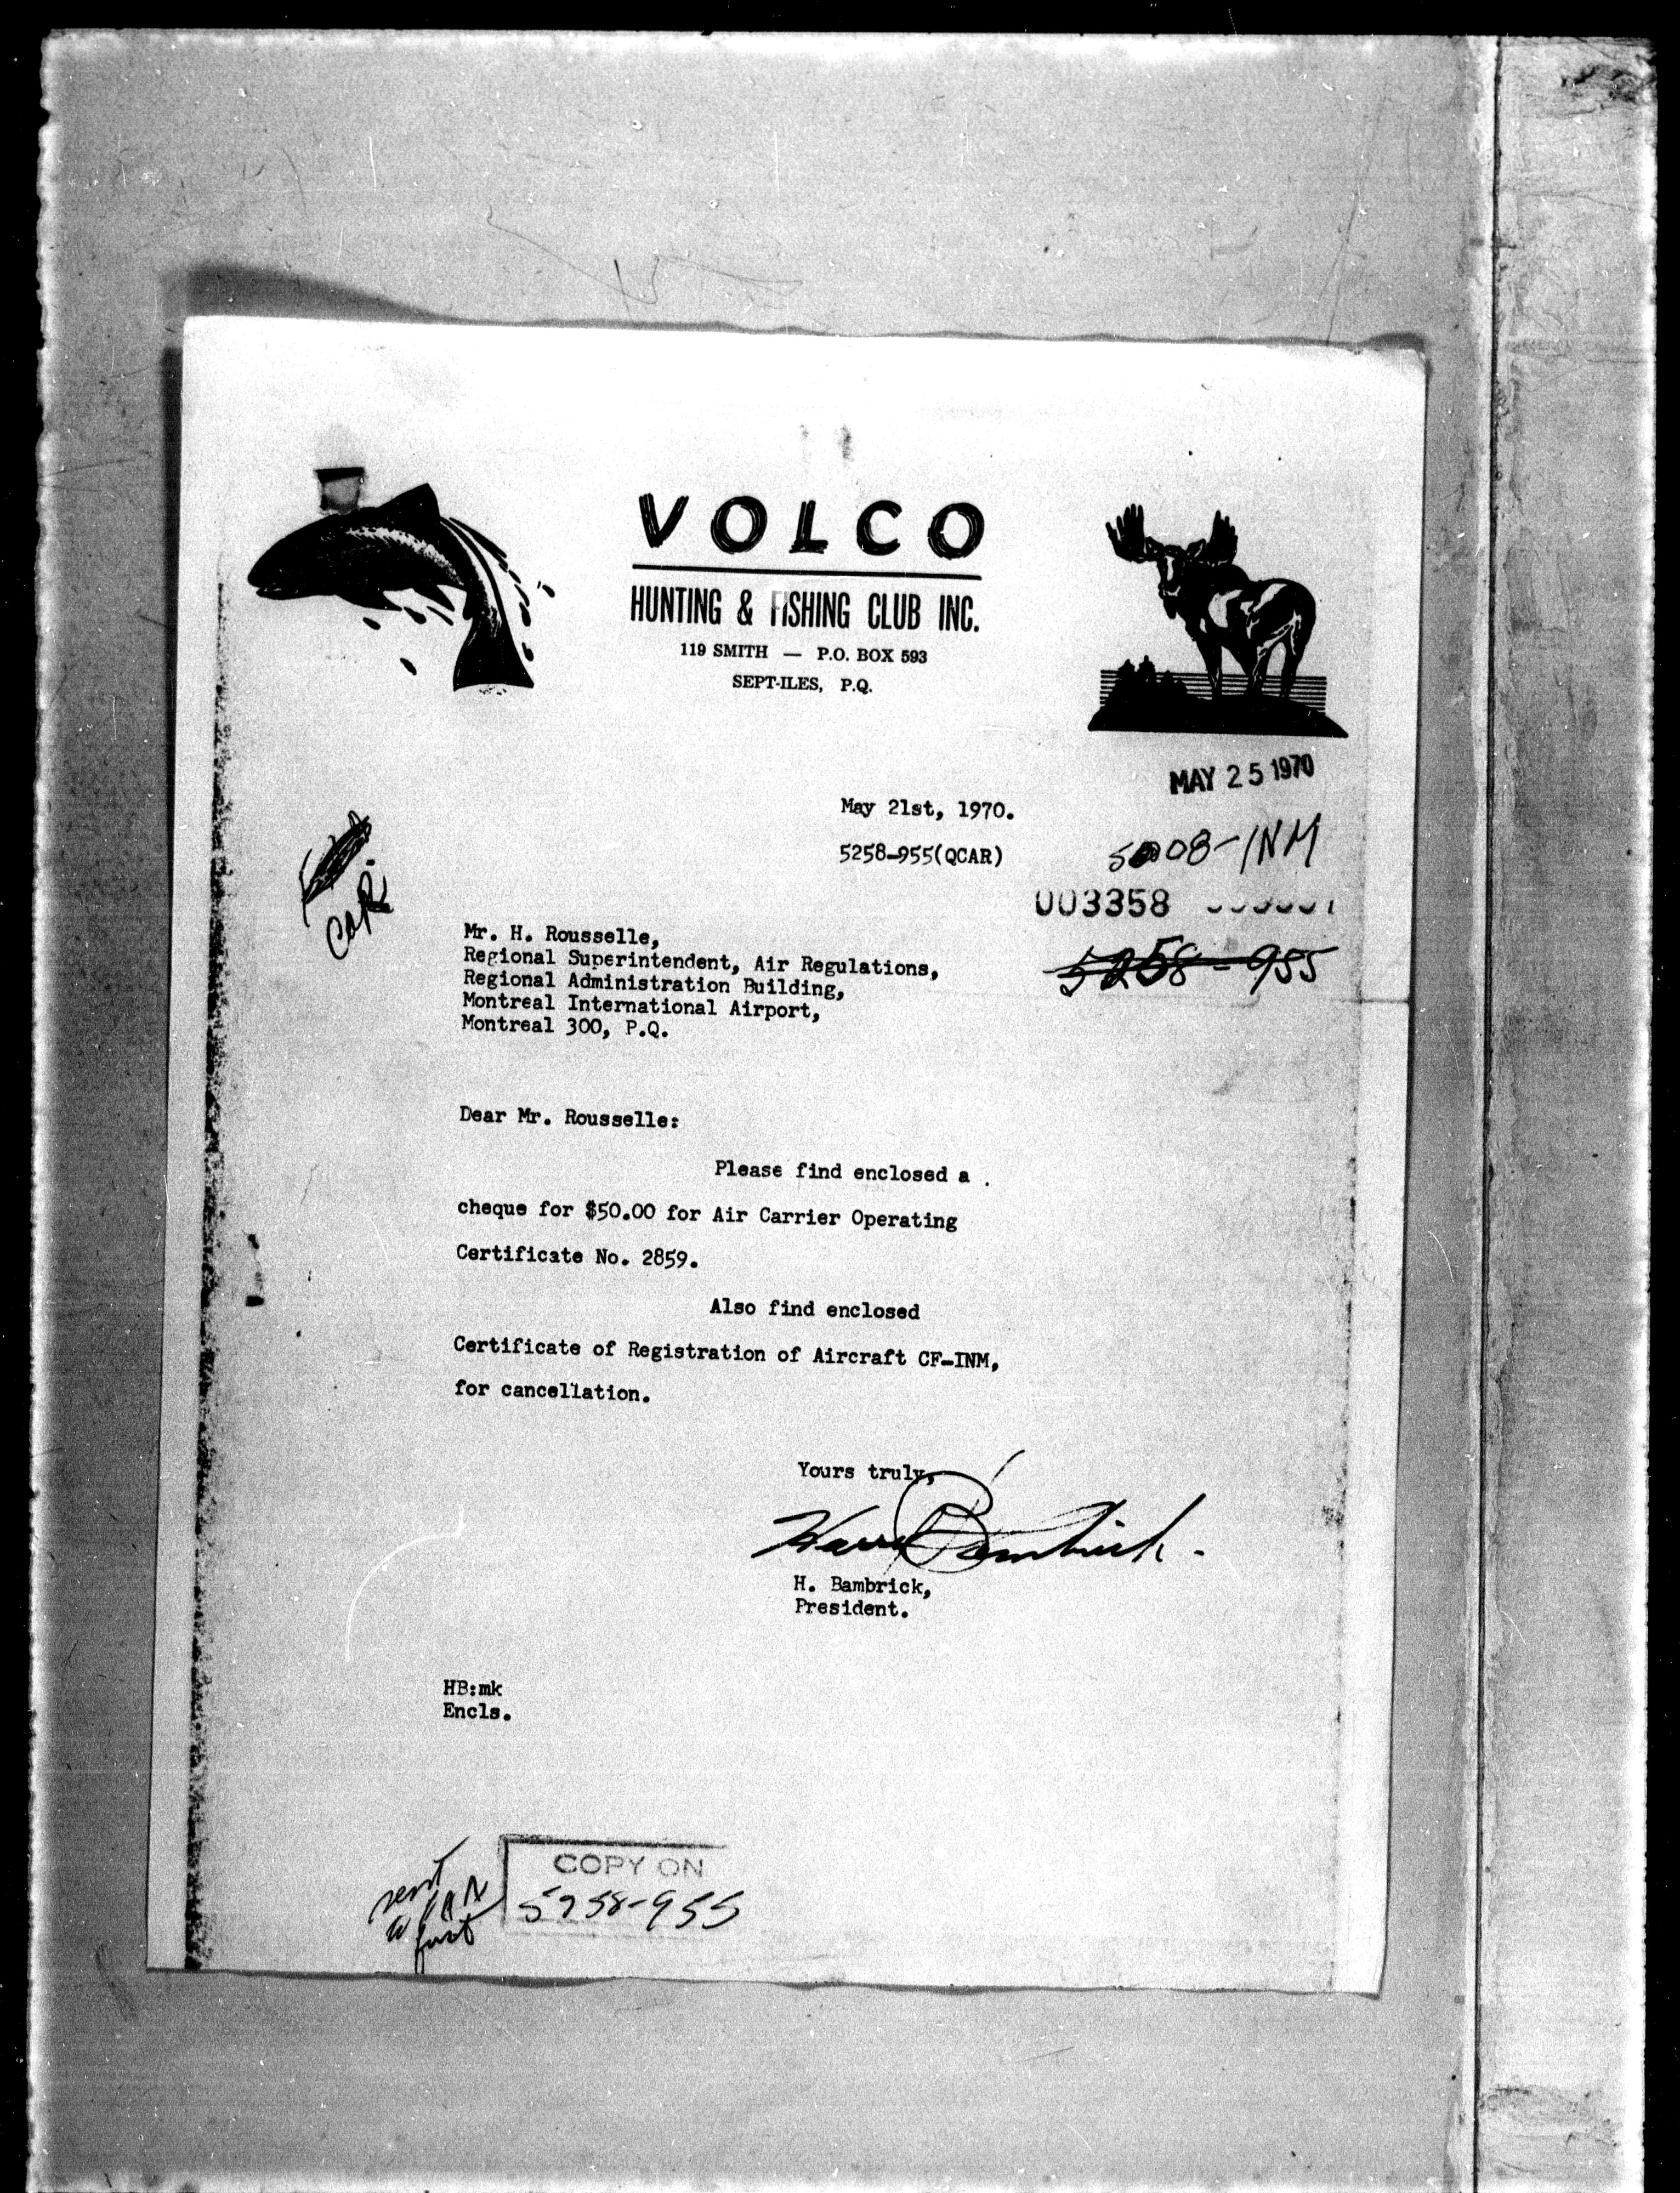 VOLCO
HUNTING & FISHING CLUB INC.
119 SMITH — P.O. BOX 593
SEPT-ILES, P.Q.
MAY 25 1970
May 21st, 1970.
5258-955(QCAR)
5008-INM
003358
5258-955
CAR
Mr. H. Rousselle,
Regional Superintendent, Air Regulations,
Regional Administration Building,
Montreal International Airport,
Montreal 300, P.Q.
Dear Mr. Rousselle:
Please find enclosed a
cheque for $50.00 for Air Carrier Operating
Certificate No. 2859.
Also find enclosed
Certificate of Registration of Aircraft CF-INM,
for cancellation.
Yours truly,
H. Bambrick,
President.
HB:mk
Encls.
COPY ON
5258-955